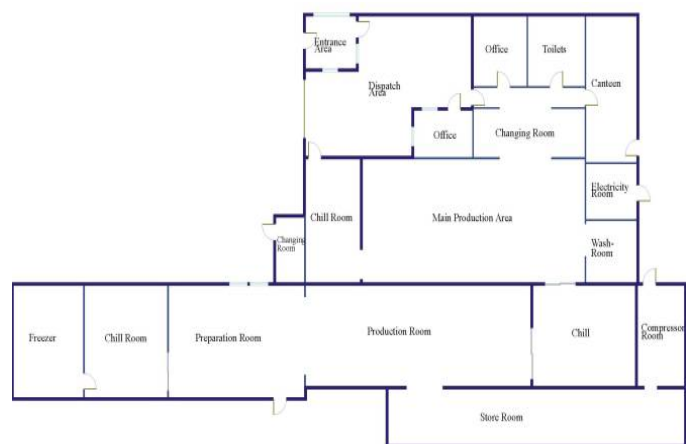 Entrance
Area
Office
Toilets
Dispatch
Area
Canteen
Office
Changing Room
Electricity
Room
Chill Room
Main Production Area
Changing
Room
Wash-
Room
Freezer
Chill Room
Preparation Room
Production Room
Chill
Compressor
Room
Store Room